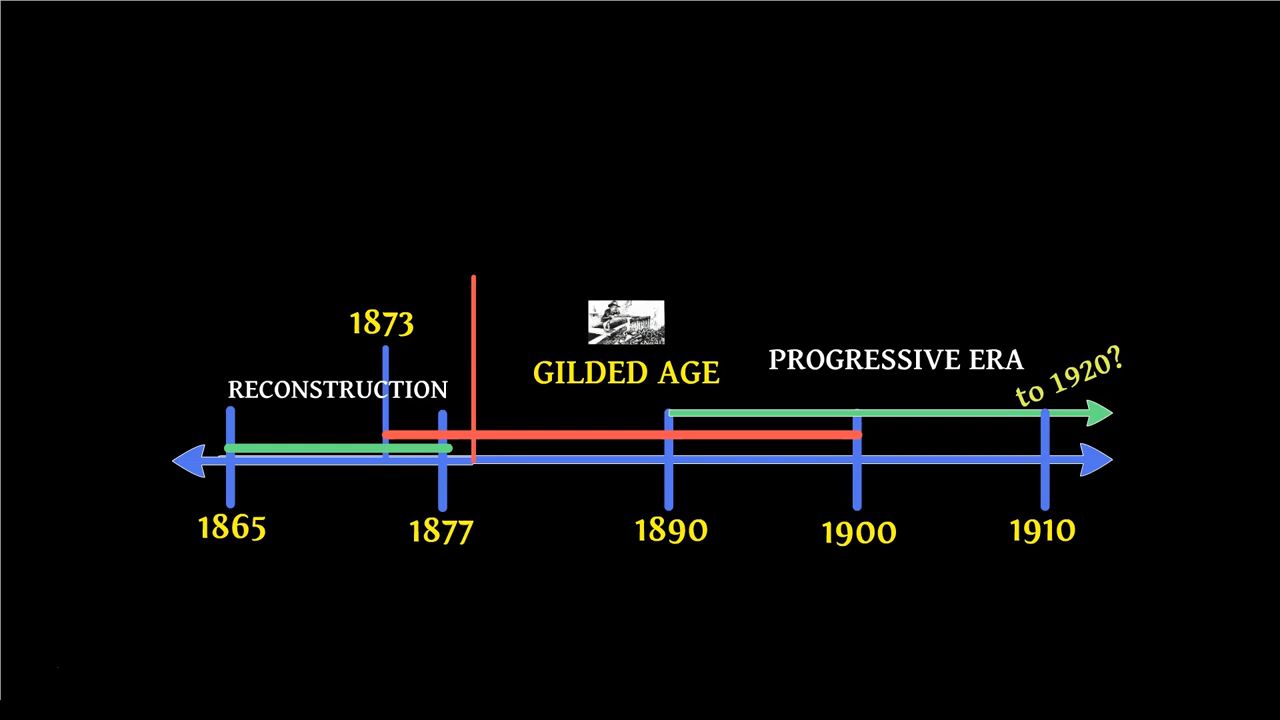 1873
RECONSTRUCTION
GILDED AGE
PROGRESSIVE ERA
to 1920?
1865
1877
1890
1900
1910